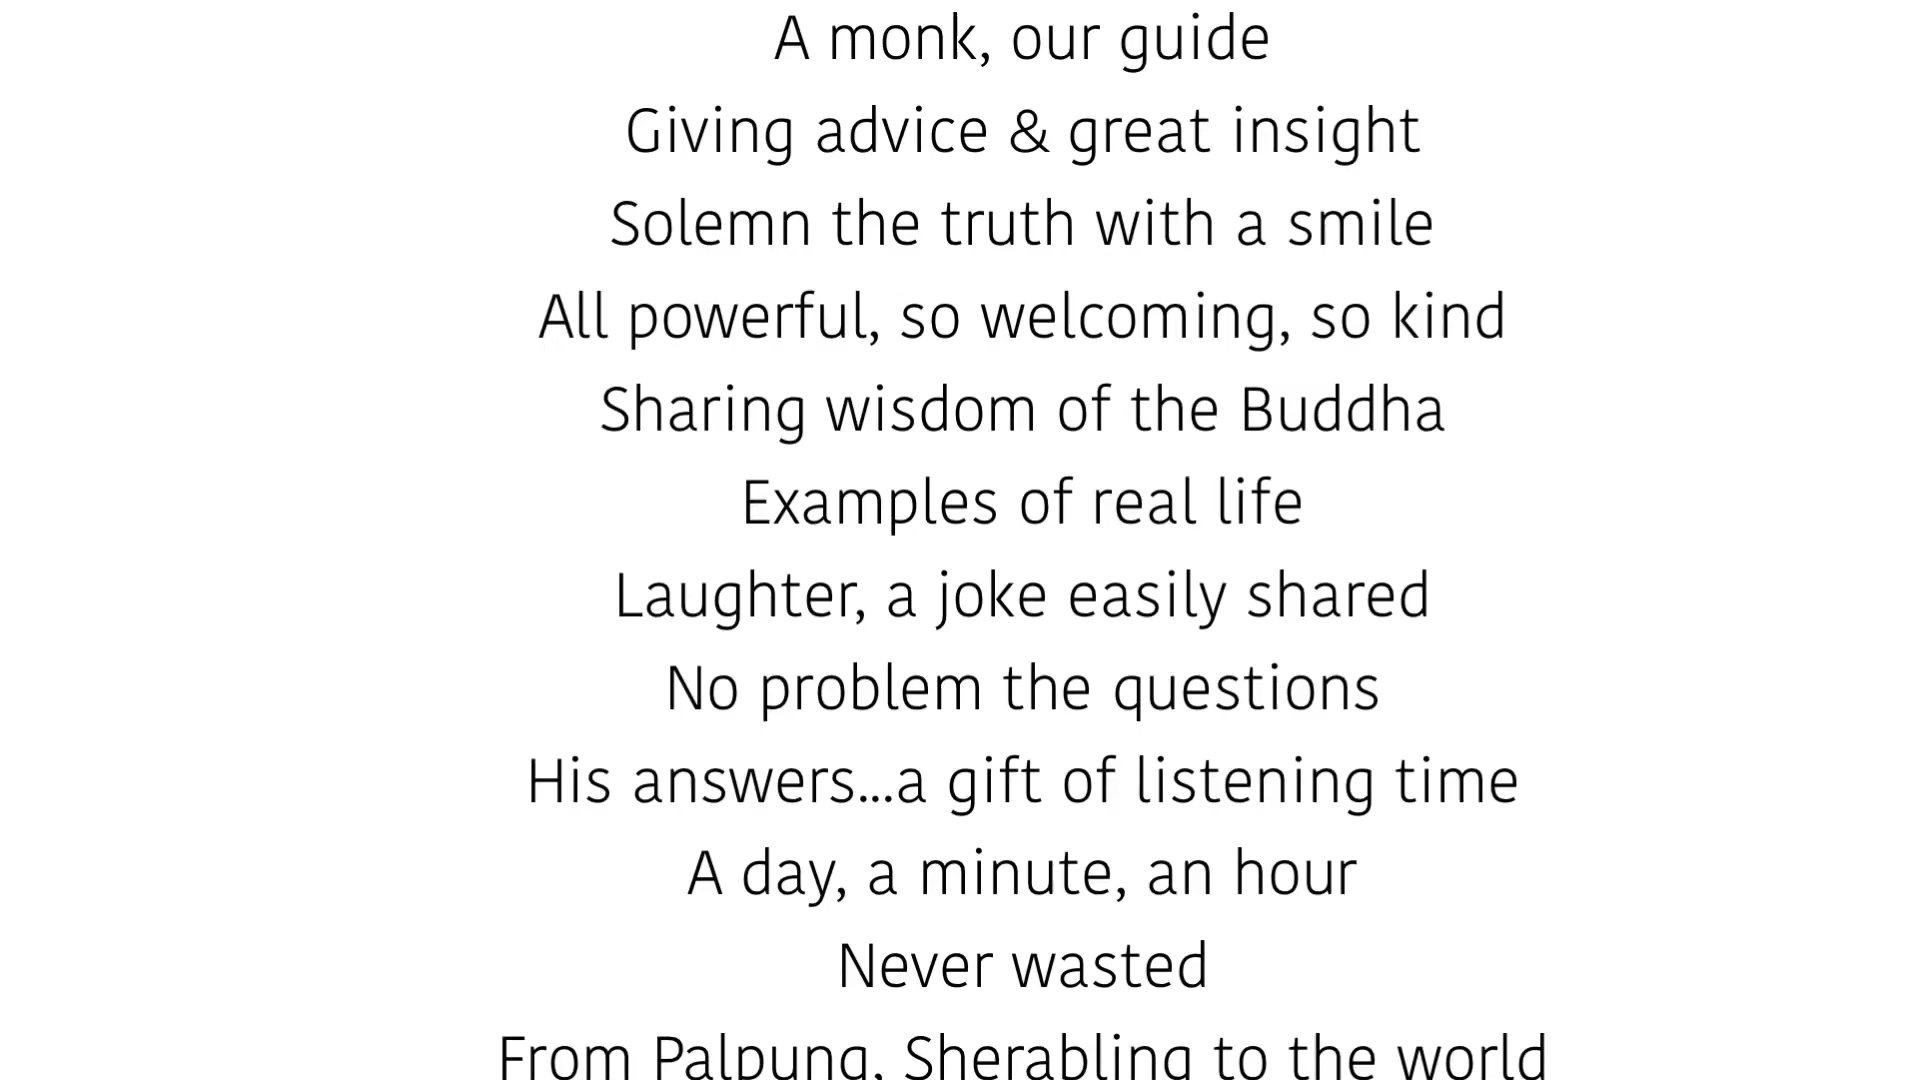 A monk, our guide
Giving advice & great insight
Solemn the truth with a smile
All powerful, so welcoming, so kind
Sharing wisdom of the Buddha
Examples of real life
Laughter, a joke easily shared
No problem the questions
His answers...a gift of listening time
A day, a minute, an hour
Never wasted
From Palpung, Sherabling to the world